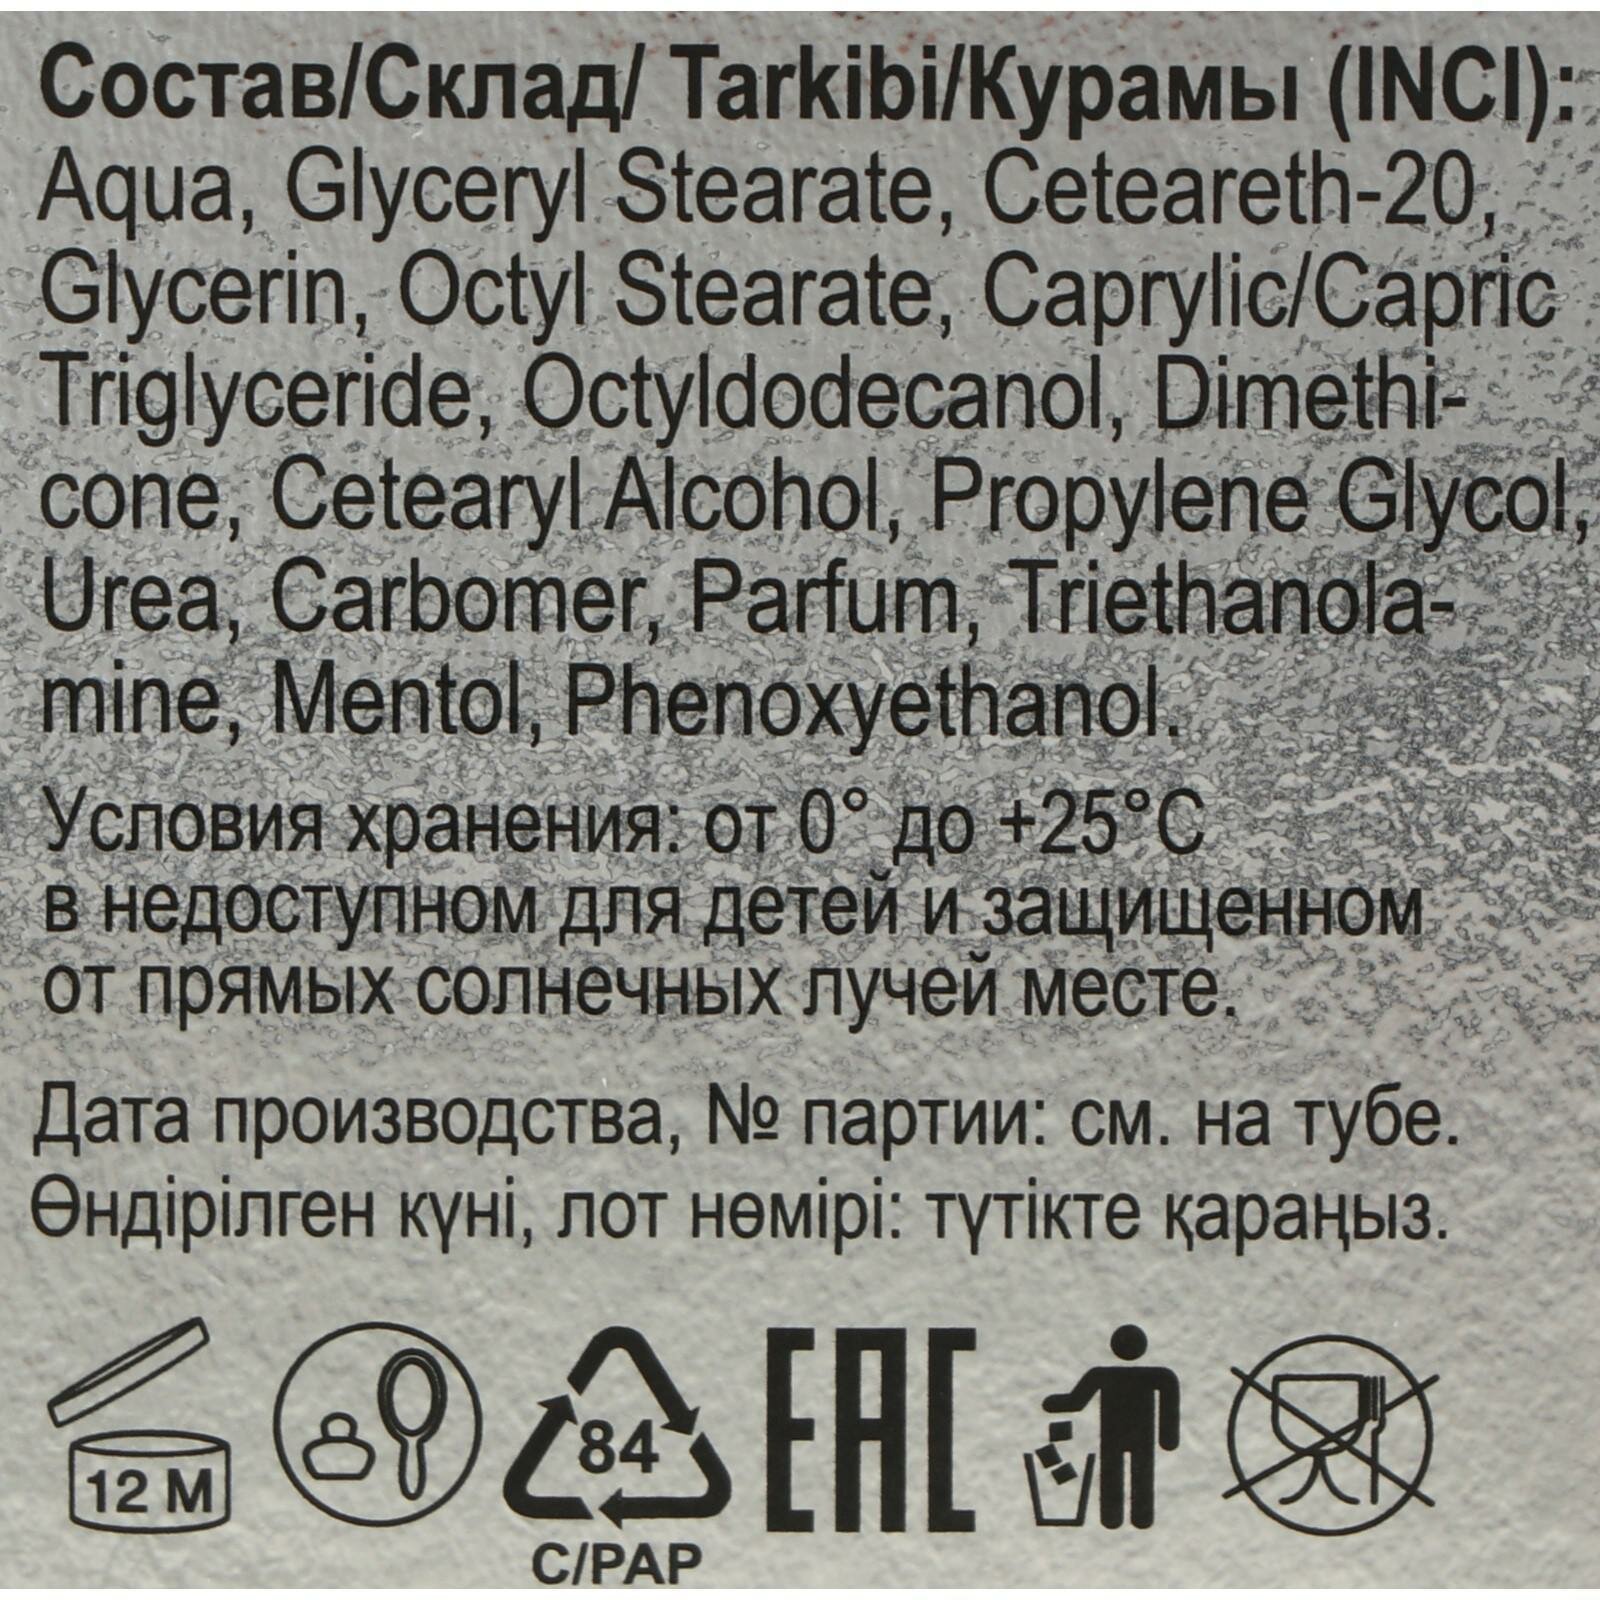 Состав/Склад/ Tarkibi/Курамы (INCI):
Aqua, Glyceryl Stearate, Ceteareth-20,
Glycerin, Octyl Stearate, Caprylic/Capric
Triglyceride, Octyldodecanol, Dimethi-
cone, Cetearyl Alcohol, Propylene Glycol,
Urea, Carbomer, Parfum, Triethanola-
mine, Mentol, Phenoxyethanol.
Условия хранения: от 0° до +25°C
в недоступном для детей и защищенном
от прямых солнечных лучей месте.
Дата производства, № партии: см. на тубе.
Өндірілген күні, лот нөмірі: түтікте қараңыз.
12 M
84
EAC
C/PAP